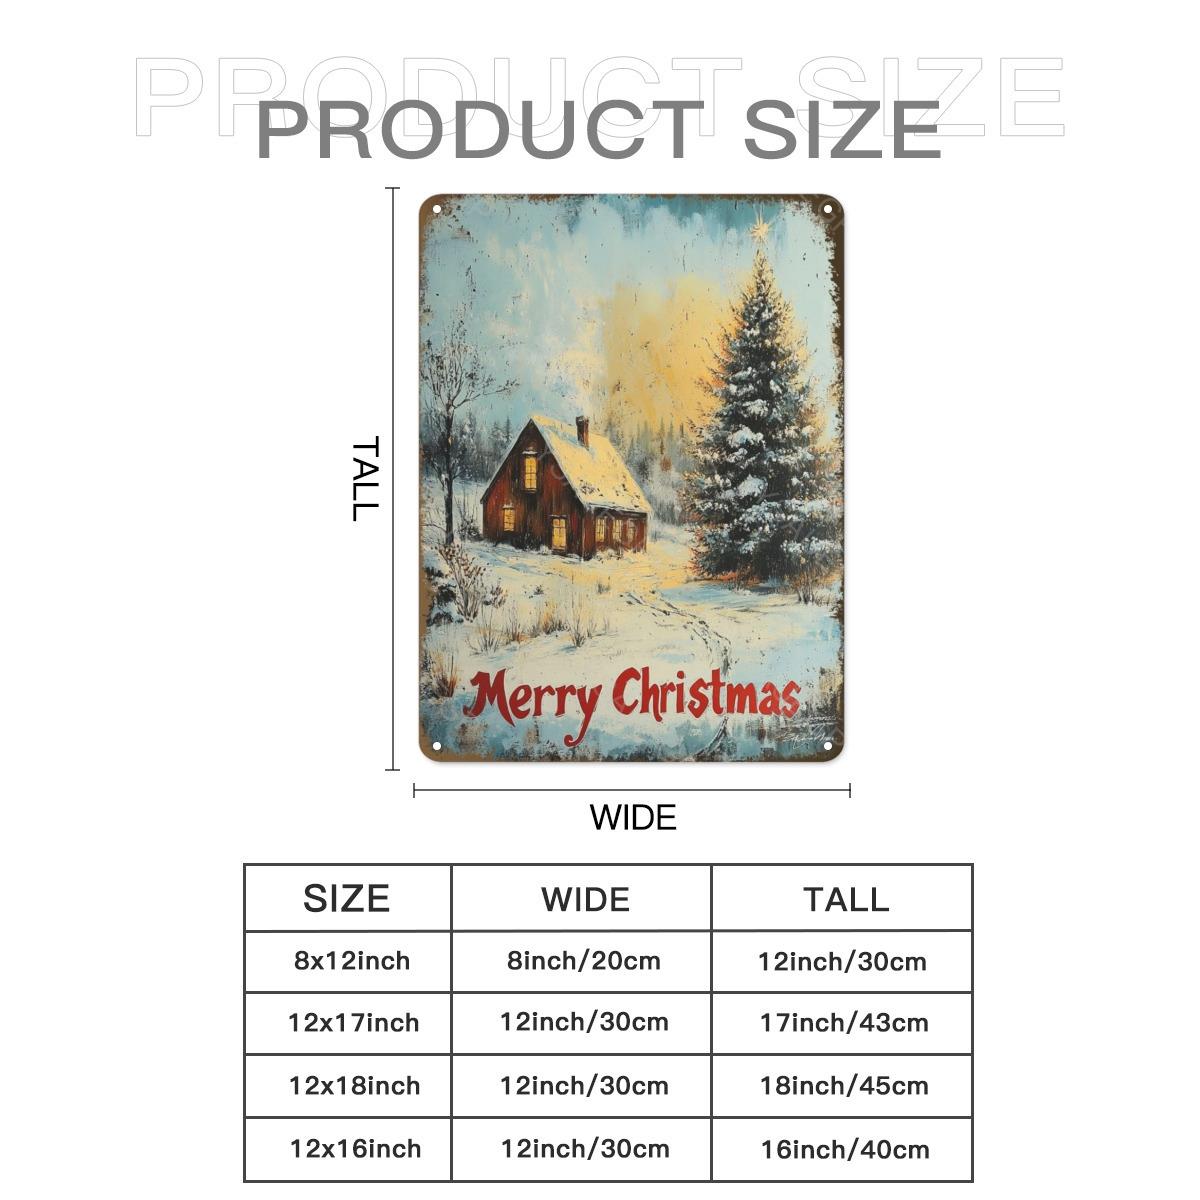 PRODUCT SIZE
PRODUCT SIZE
TALL
Merry Christmas
WIDE
SIZE WIDE TALL
8x12inch 8inch/20cm 12inch/30cm
12x17inch 12inch/30cm 17inch/43cm
12x18inch 12inch/30cm 18inch/45cm
12x16inch 12inch/30cm 16inch/40cm